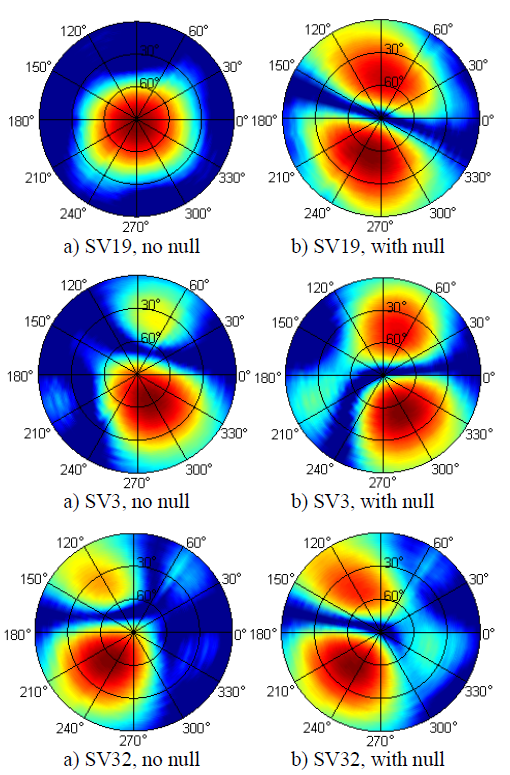 120° 60° 120° 60°
150° 30° 30° 150° 30° 30°
60° 60°
180° 0° 180° 0°
210° 330° 210° 330°
240° 300° 240° 300°
270° 270°
a) SV19, no null b) SV19, with null
120° 60° 120° 60°
150° 30° 30° 150° 30° 30°
60° 60°
180° 0° 180° 0°
210° 330° 210° 330°
240° 300° 240° 300°
270° 270°
a) SV3, no null b) SV3, with null
120° 60° 120° 60°
150° 30° 30° 150° 30° 30°
60° 60°
180° 0° 180° 0°
210° 330° 210° 330°
240° 300° 240° 300°
270° 270°
a) SV32, no null b) SV32, with null